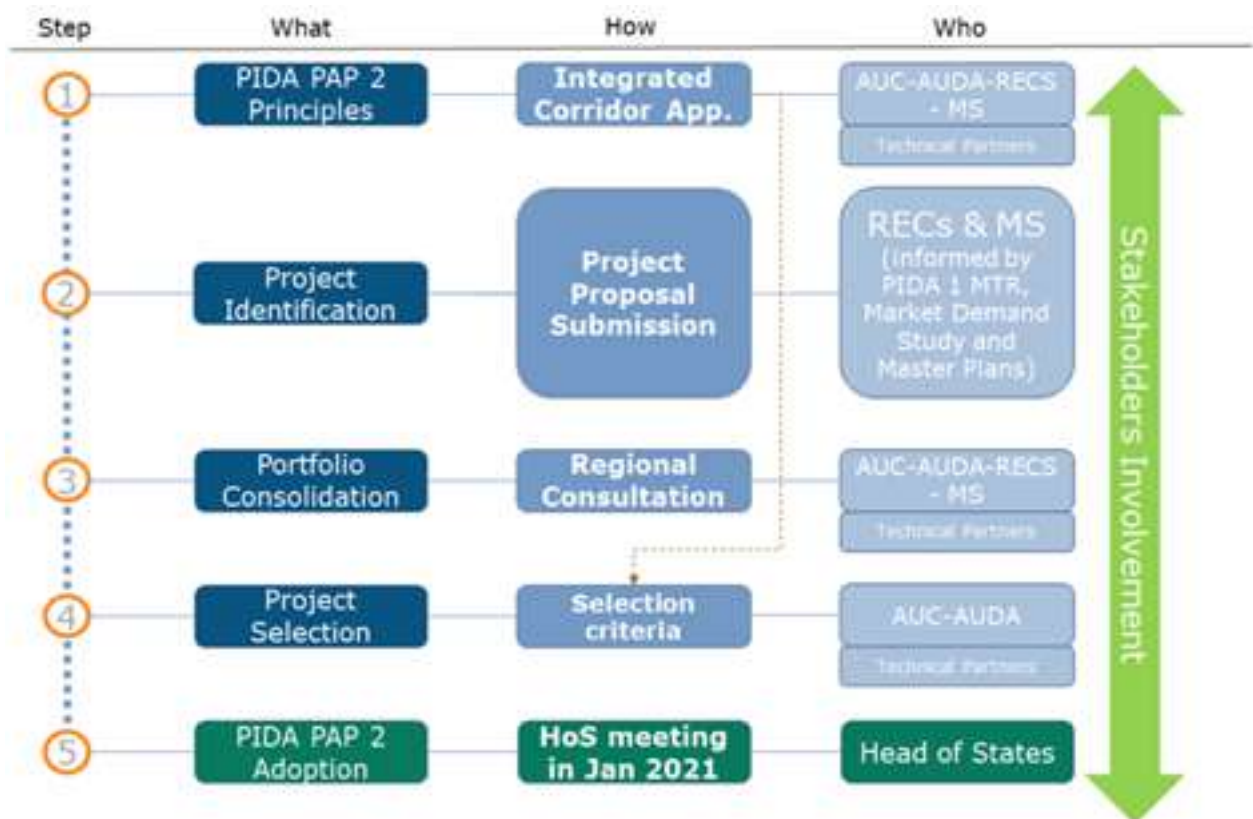 Step What How Who
1
PIDA PAP 2
Principles
Integrated
Corridor App.
AUC-AUDA-RECS
- MS
Technical Partners
2
Project
Identification
Project
Proposal
Submission
RECs & MS
(informed by
PIDA 1 MTR,
Market Demand
Study and
Master Plans)
3
Portfolio
Consolidation
Regional
Consultation
AUC-AUDA-RECS
- MS
Technical Partners
4
Project
Selection
Selection
criteria
AUC-AUDA
Technical Partners
5
PIDA PAP 2
Adoption
HoS meeting
in Jan 2021
Head of States
Stakeholders Involvement